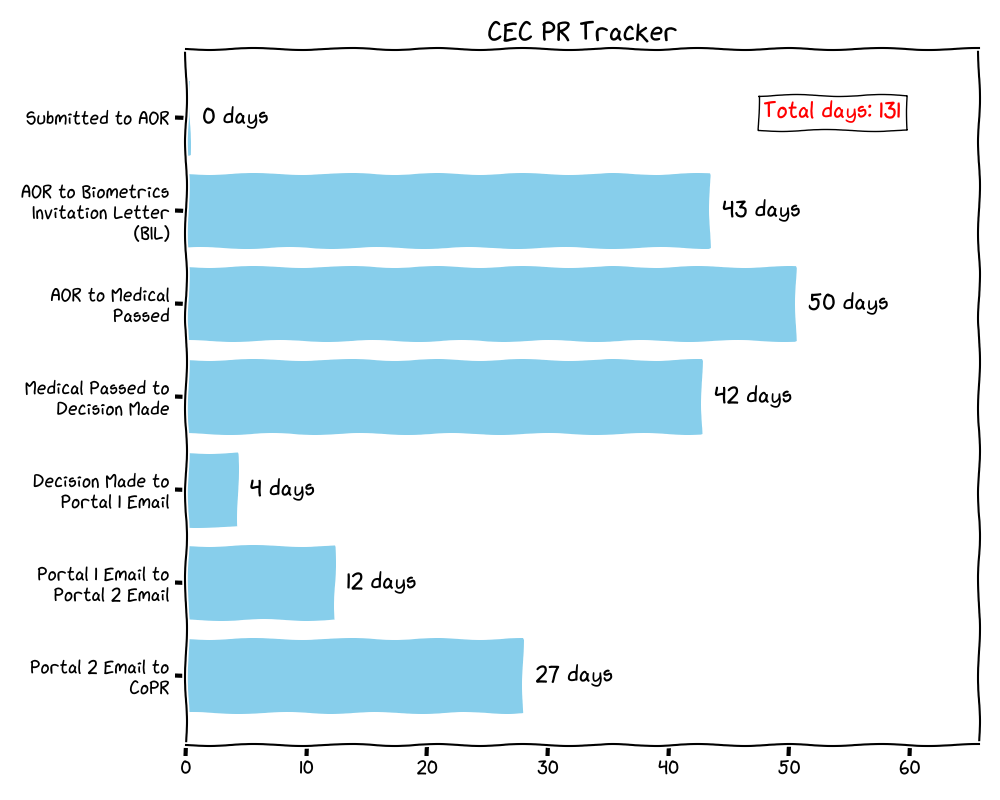 CEC PR Tracker
Submitted to AOR
0 days
Total days: 131
AOR to Biometrics
Invitation Letter
(BIL)
43 days
AOR to Medical
Passed
50 days
Medical Passed to
Decision Made
42 days
Decision Made to
Portal 1 Email
4 days
Portal 1 Email to
Portal 2 Email
12 days
Portal 2 Email to
CoPR
27 days
0 10 20 30 40 50 60